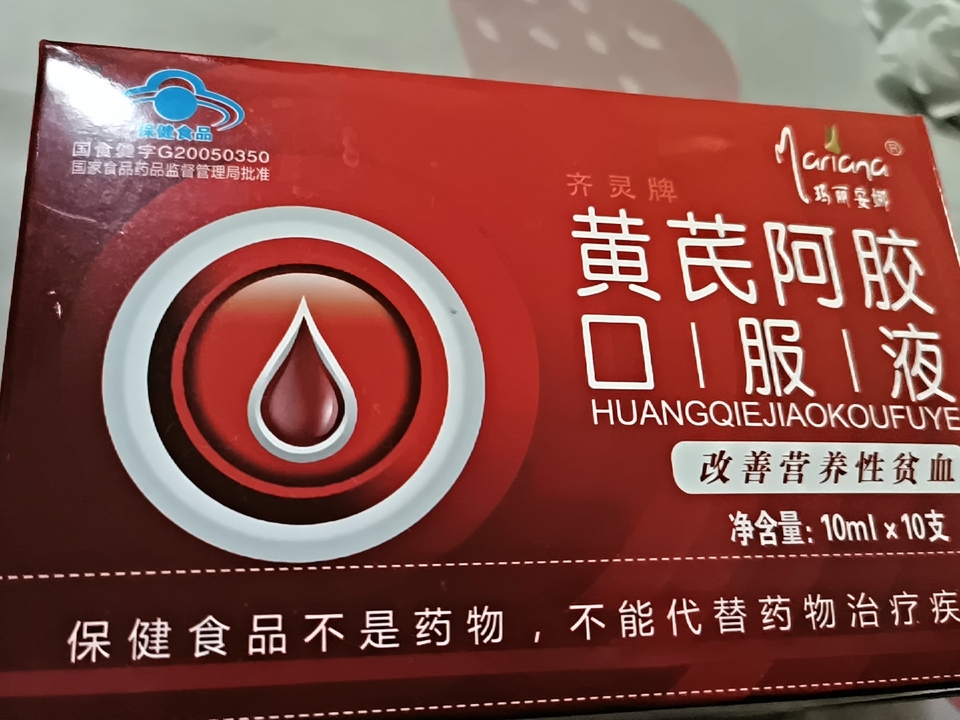 保健食品
国食健字G20050350
国家食品药品监督管理局批准
Mariana®
玛丽安娜
齐灵牌
黄芪阿胶
口|服|液
HUANGQIEJIAOKOUFUYE
改善营养性贫血
净含量:10ml x 10支
保健食品不是药物,不能代替药物治疗疾